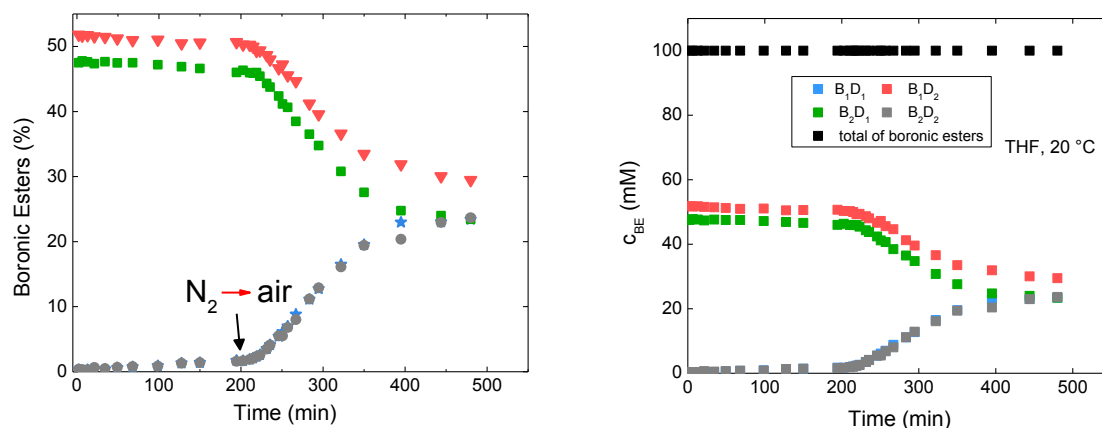 Boronic Esters (%)
50
40
30
20
10
0
N₂ → air
0 100 200 300 400 500
Time (min)
c_BE (mM)
100
80
60
40
20
0
B₁D₁ B₁D₂
B₂D₁ B₂D₂
total of boronic esters
THF, 20 °C
0 100 200 300 400 500
Time (min)